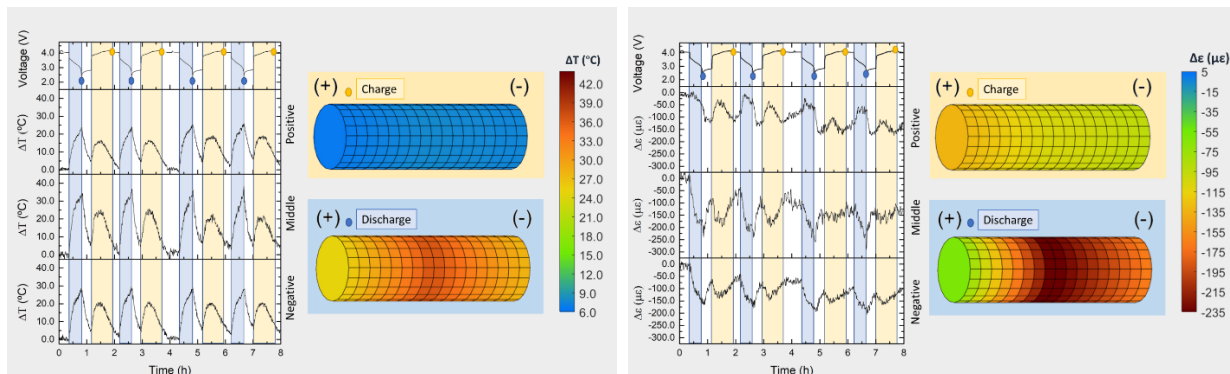 Voltage (V)
4.0
3.0
2.0
ΔT (ºC)
40.0
30.0
20.0
10.0
0.0
Positive
ΔT (ºC)
40.0
30.0
20.0
10.0
0.0
Middle
ΔT (ºC)
40.0
30.0
20.0
10.0
0.0
Negative
0 1 2 3 4 5 6 7 8
Time (h)
(+) Charge (-)
(+) Discharge (-)
ΔT (°C)
42.0
39.0
36.0
33.0
30.0
27.0
24.0
21.0
18.0
15.0
12.0
9.0
6.0
Voltage (V)
4.0
3.0
2.0
Δε (με)
0.0
-50.0
-100.0
-150.0
-200.0
-250.0
-300.0
Positive
Δε (με)
0.0
-50.0
-100.0
-150.0
-200.0
-250.0
-300.0
Middle
Δε (με)
0.0
-50.0
-100.0
-150.0
-200.0
-250.0
-300.0
Negative
0 1 2 3 4 5 6 7 8
Time (h)
(+) Charge (-)
(+) Discharge (-)
Δε (με)
5
-15
-35
-55
-75
-95
-115
-135
-155
-175
-195
-215
-235